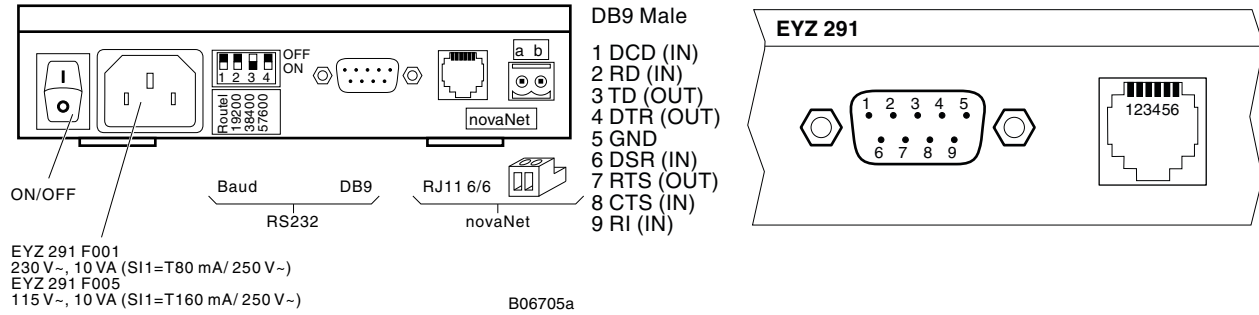 I
O
OFF
ON
1 2 3 4
Routel
19200
38400
57600
a b
novaNet
ON/OFF
Baud DB9
RS232
RJ11 6/6
novaNet
EYZ 291 F001
230 V~, 10 VA (SI1=T80 mA/ 250 V~)
EYZ 291 F005
115 V~, 10 VA (SI1=T160 mA/ 250 V~)
B06705a
DB9 Male
1 DCD (IN)
2 RD (IN)
3 TD (OUT)
4 DTR (OUT)
5 GND
6 DSR (IN)
7 RTS (OUT)
8 CTS (IN)
9 RI (IN)
EYZ 291
1 2 3 4 5
6 7 8 9
123456